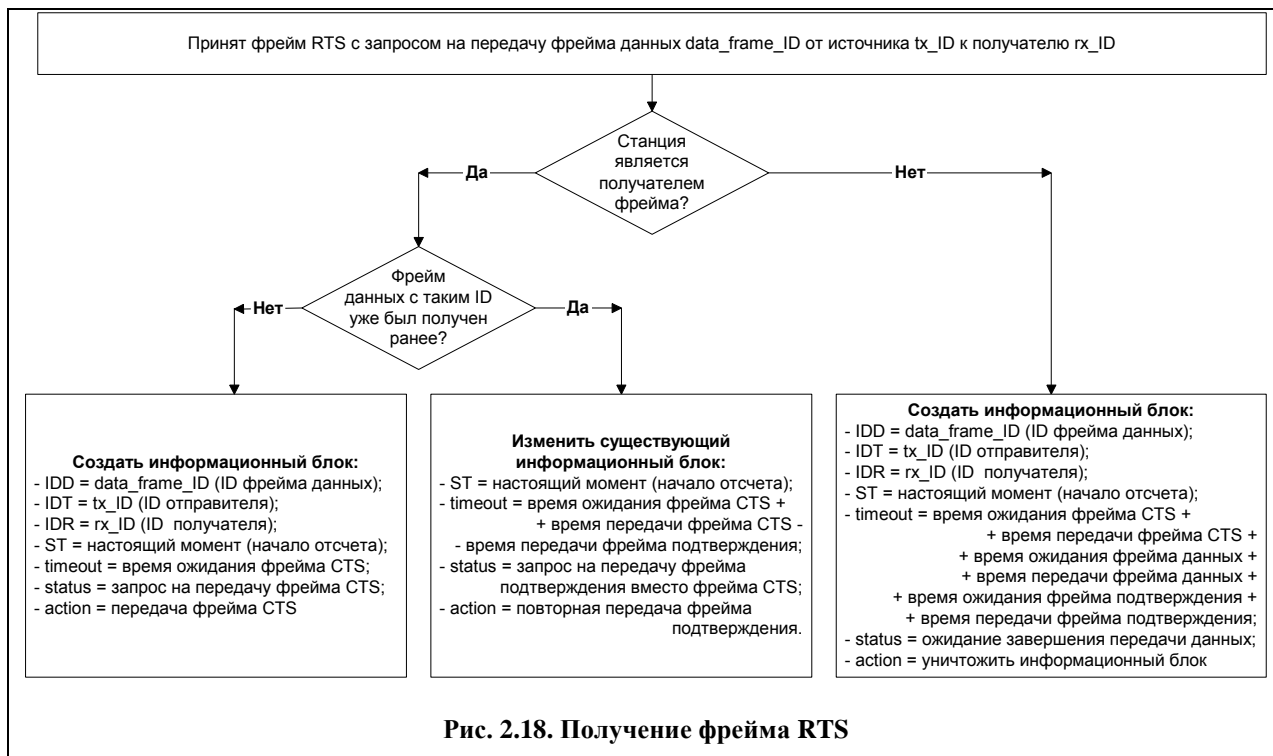 Принят фрейм RTS с запросом на передачу фрейма данных data_frame_ID от источника tx_ID к получателю rx_ID
Станция
является
получателем
фрейма?
Да
Нет
Фрейм
данных с таким ID
уже был получен
ранее?
Нет
Да
Создать информационный блок:
- IDD = data_frame_ID (ID фрейма данных);
- IDT = tx_ID (ID отправителя);
- IDR = rx_ID (ID  получателя);
- ST = настоящий момент (начало отсчета);
- timeout = время ожидания фрейма CTS;
- status = запрос на передачу фрейма CTS;
- action = передача фрейма CTS
Изменить существующий
информационный блок:
- ST = настоящий момент (начало отсчета);
- timeout = время ожидания фрейма CTS +
+ время передачи фрейма CTS -
- время передачи фрейма подтверждения;
- status = запрос на передачу фрейма
подтверждения вместо фрейма CTS;
- action = повторная передача фрейма
подтверждения.
Создать информационный блок:
- IDD = data_frame_ID (ID фрейма данных);
- IDT = tx_ID (ID отправителя);
- IDR = rx_ID (ID  получателя);
- ST = настоящий момент (начало отсчета);
- timeout = время ожидания фрейма CTS +
+ время передачи фрейма CTS +
+ время ожидания фрейма данных +
+ время передачи фрейма данных +
+ время ожидания фрейма подтверждения +
+ время передачи фрейма подтверждения;
- status = ожидание завершения передачи данных;
- action = уничтожить информационный блок
Рис. 2.18. Получение фрейма RTS